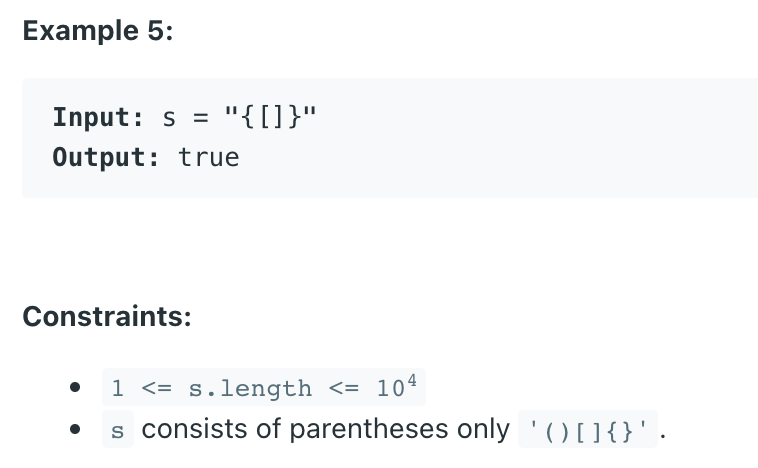 Example 5:
Input: s = "{[]}"
Output: true
Constraints:
1 <= s.length <= 10⁴
s consists of parentheses only '()[]{}'.